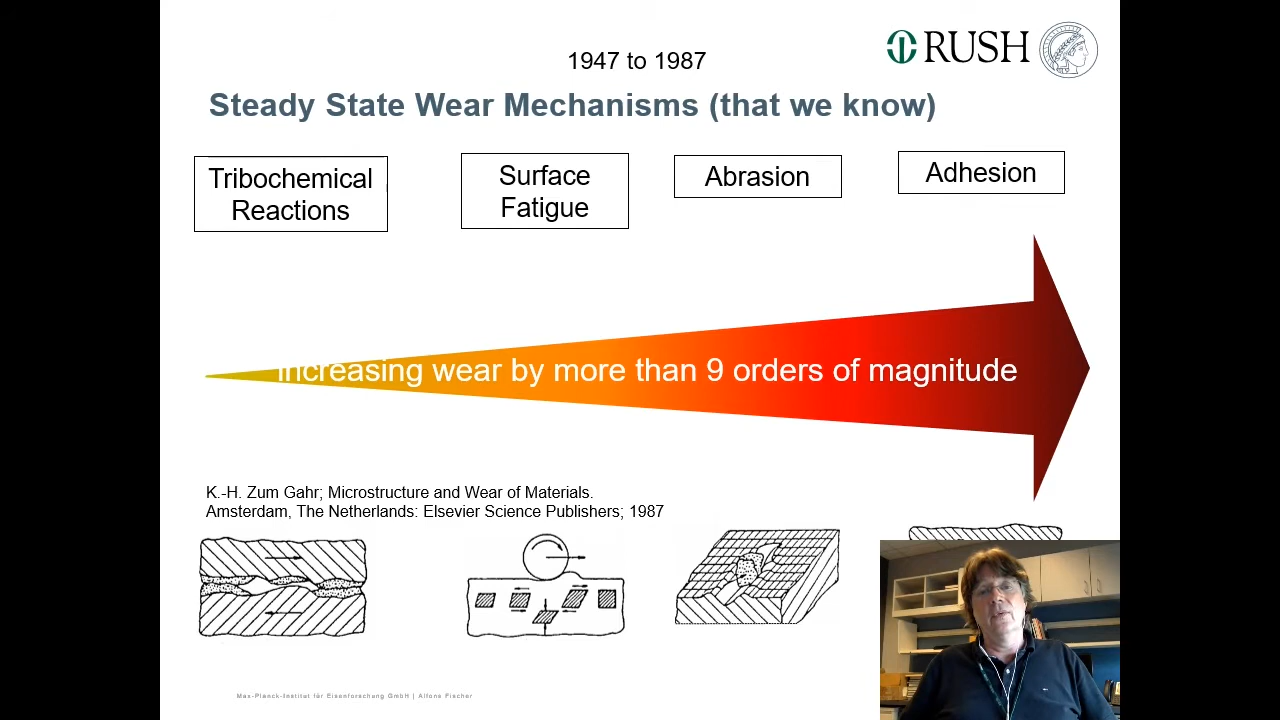 RUSH
1947 to 1987
Steady State Wear Mechanisms (that we know)
Tribochemical
Reactions
Surface
Fatigue
Abrasion
Adhesion
increasing wear by more than 9 orders of magnitude
K.-H. Zum Gahr; Microstructure and Wear of Materials.
Amsterdam, The Netherlands: Elsevier Science Publishers; 1987
Max-Planck-Institut für Eisenforschung GmbH | Alfons Fischer